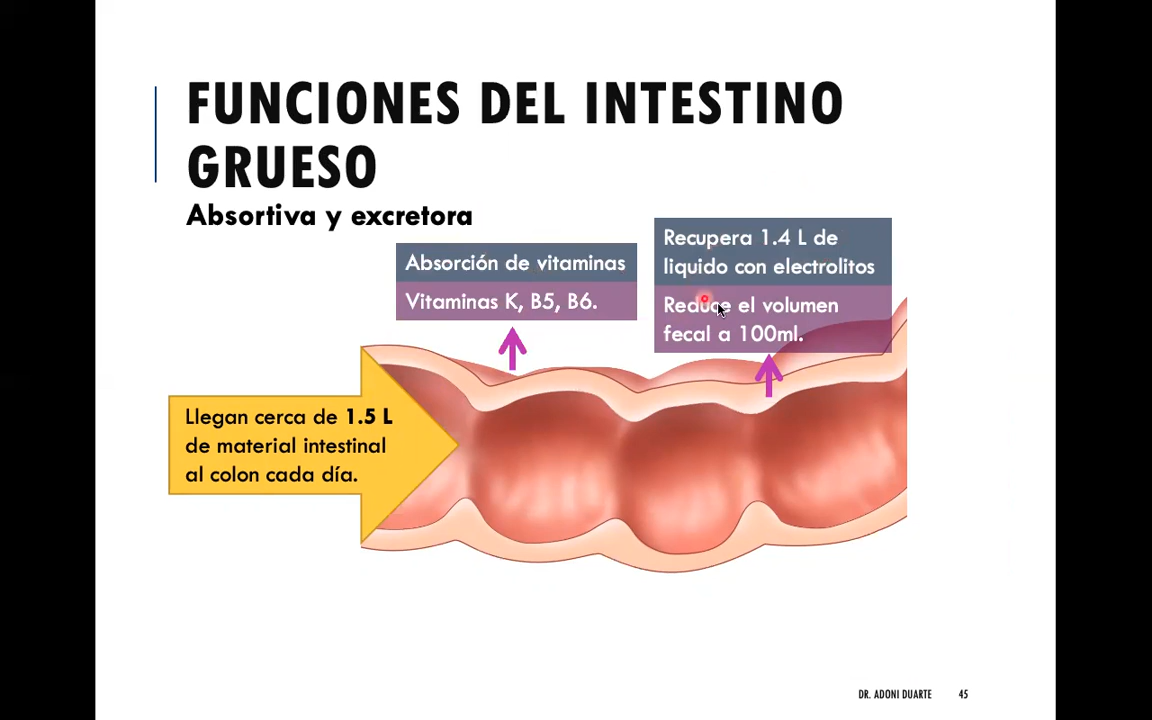 FUNCIONES DEL INTESTINO
GRUESO
Absortiva y excretora
Absorción de vitaminas
Vitaminas K, B5, B6.
Recupera 1.4 L de
liquido con electrolitos
Reduce el volumen
fecal a 100ml.
Llegan cerca de 1.5 L
de material intestinal
al colon cada día.
DR. ADONI DUARTE 45